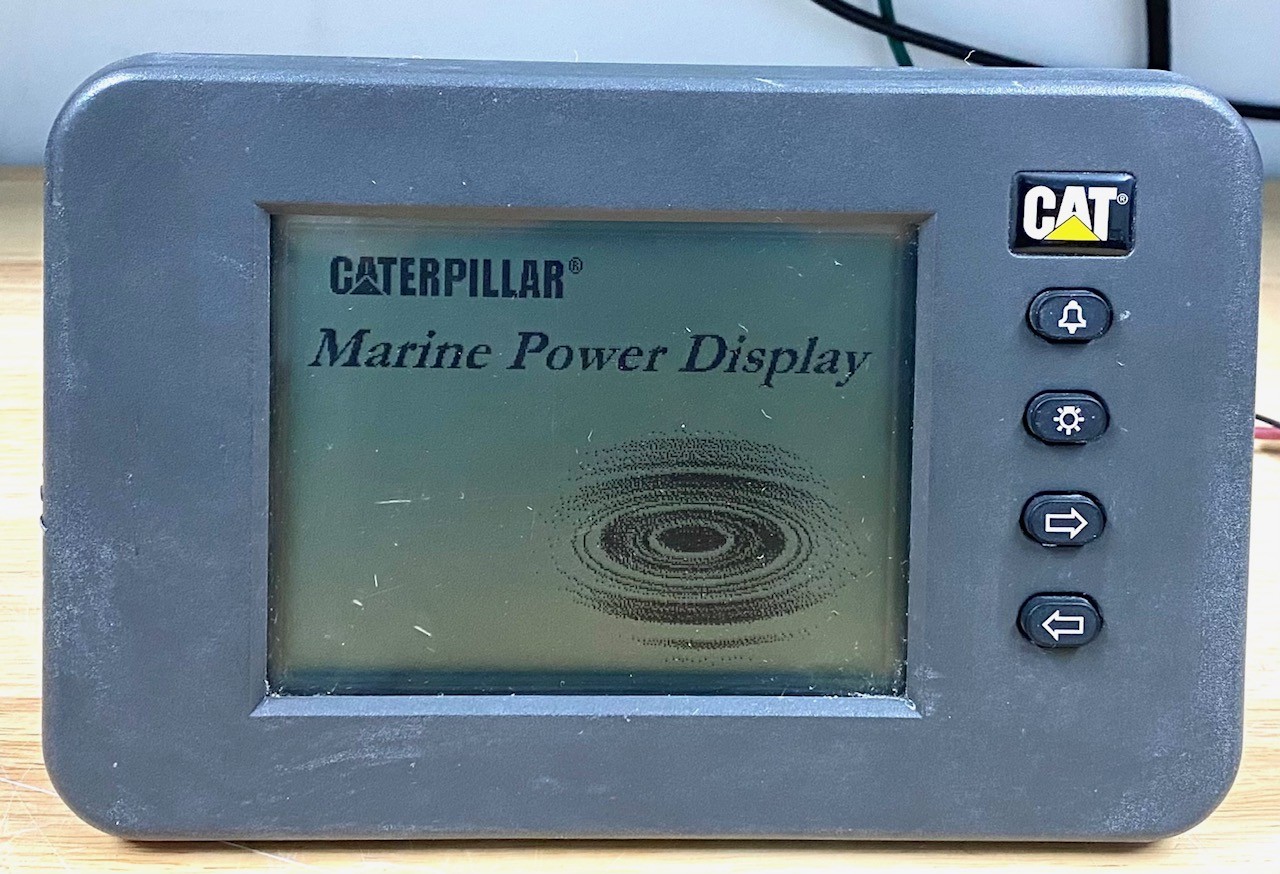 CATERPILLAR®
Marine Power Display
CAT®